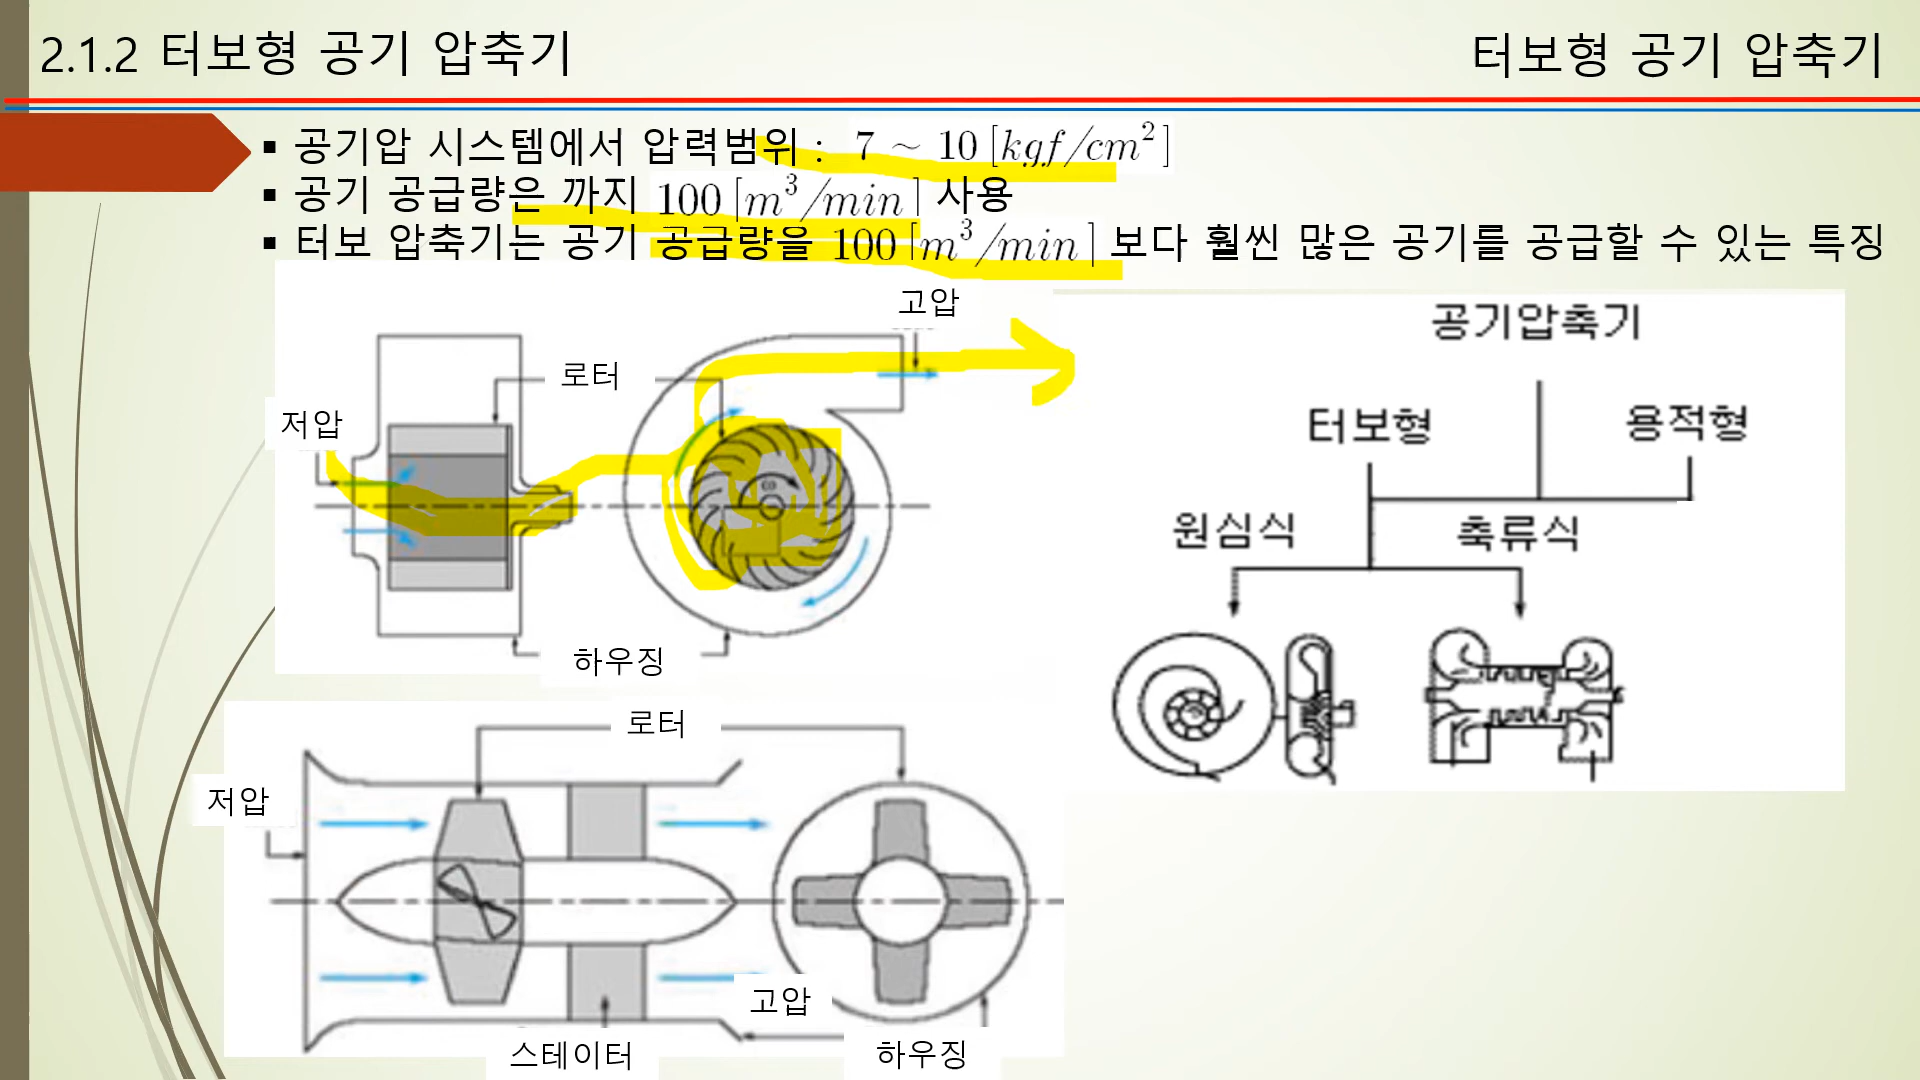 2.1.2 터보형 공기 압축기
터보형 공기 압축기
▪ 공기압 시스템에서 압력범위 : 7 ~ 10 [kgf/cm²]
▪ 공기 공급량은 까지 100 [m³/min] 사용
▪ 터보 압축기는 공기 공급량을 100 [m³/min] 보다 훨씬 많은 공기를 공급할 수 있는 특징
고압
로터
저압
ω
하우징
공기압축기
터보형
용적형
원심식
축류식
로터
저압
고압
스테이터
하우징